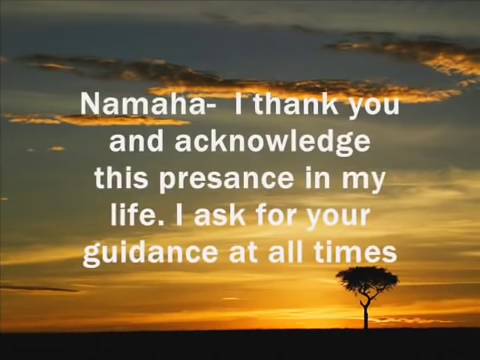 Namaha-  I thank you
and acknowledge
this presance in my
life. I ask for your
guidance at all times